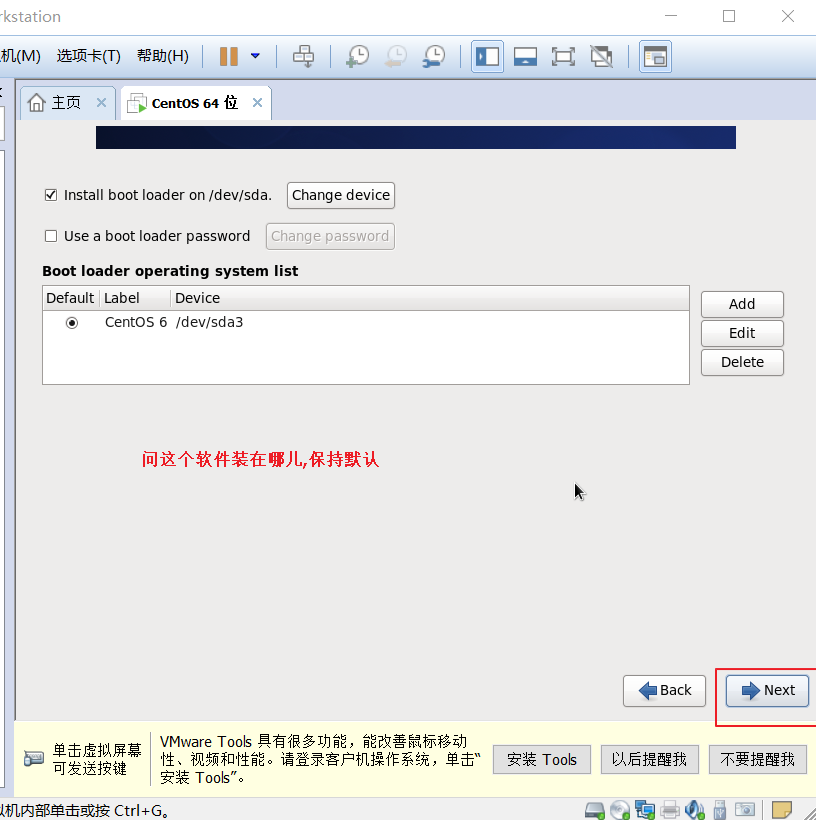 rkstation
机(M) 选项卡(T) 帮助(H)
主页 CentOS 64 位
Install boot loader on /dev/sda. Change device
Use a boot loader password Change password
Boot loader operating system list
Default Label Device
CentOS 6 /dev/sda3
Add
Edit
Delete
问这个软件装在哪儿,保持默认
Back Next
单击虚拟屏幕
可发送按键
VMware Tools 具有很多功能，能改善鼠标移动
性、视频和性能。请登录客户机操作系统，单击“
安装 Tools”。
安装 Tools 以后提醒我 不要提醒我
以机内部单击或按 Ctrl+G。